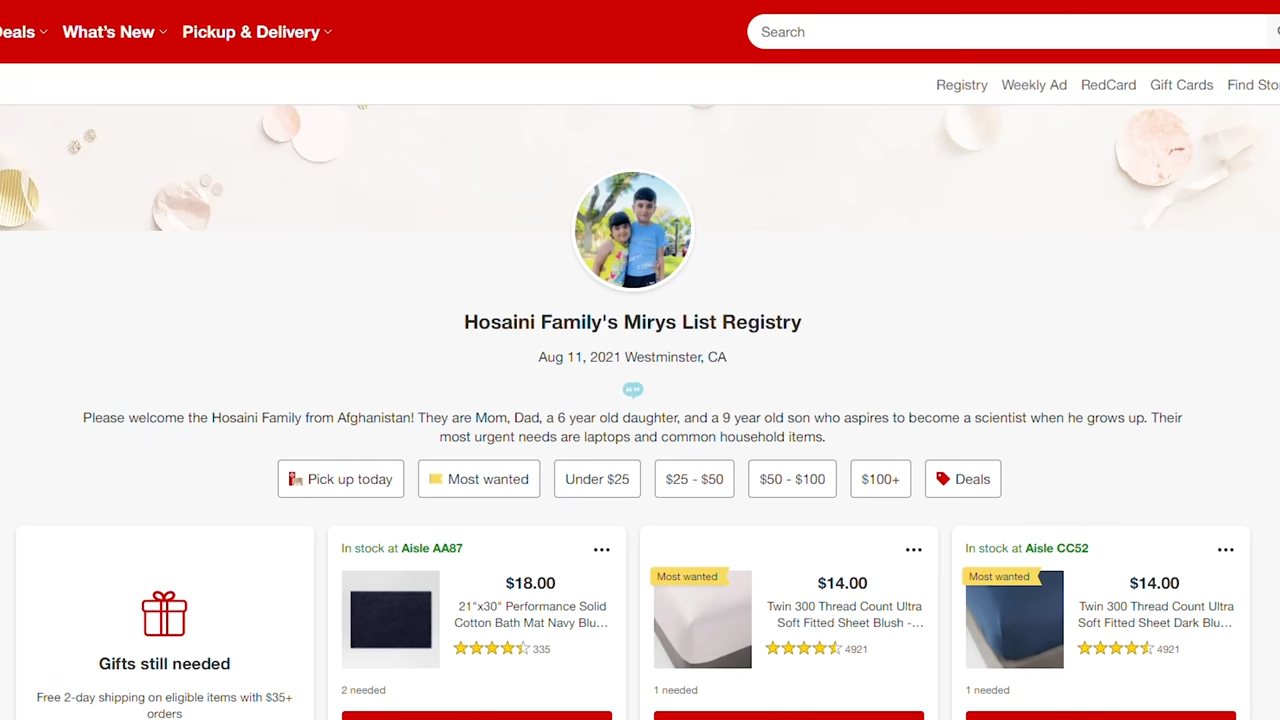 Deals What's New Pickup & Delivery Search
Registry Weekly Ad RedCard Gift Cards Find Sto
Hosaini Family's Mirys List Registry
Aug 11, 2021 Westminster, CA
Please welcome the Hosaini Family from Afghanistan! They are Mom, Dad, a 6 year old daughter, and a 9 year old son who aspires to become a scientist when he grows up. Their
most urgent needs are laptops and common household items.
Pick up today Most wanted Under $25 $25 - $50 $50 - $100 $100+ Deals
Gifts still needed
Free 2-day shipping on eligible items with $35+
orders
In stock at Aisle AA87
$18.00
21"x30" Performance Solid
Cotton Bath Mat Navy Blu…
335
2 needed
Most wanted
$14.00
Twin 300 Thread Count Ultra
Soft Fitted Sheet Blush -…
4921
1 needed
In stock at Aisle CC52
Most wanted
$14.00
Twin 300 Thread Count Ultra
Soft Fitted Sheet Dark Blu…
4921
1 needed